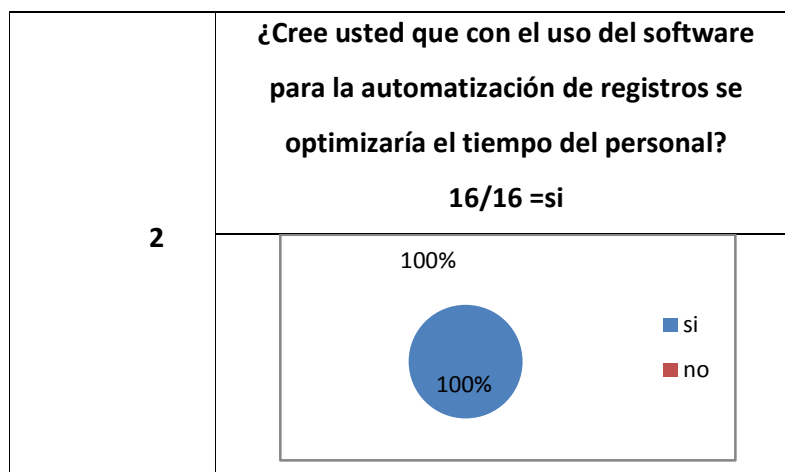 2
¿Cree usted que con el uso del software
para la automatización de registros se
optimizaría el tiempo del personal?
16/16 =si
100%
100%
si
no